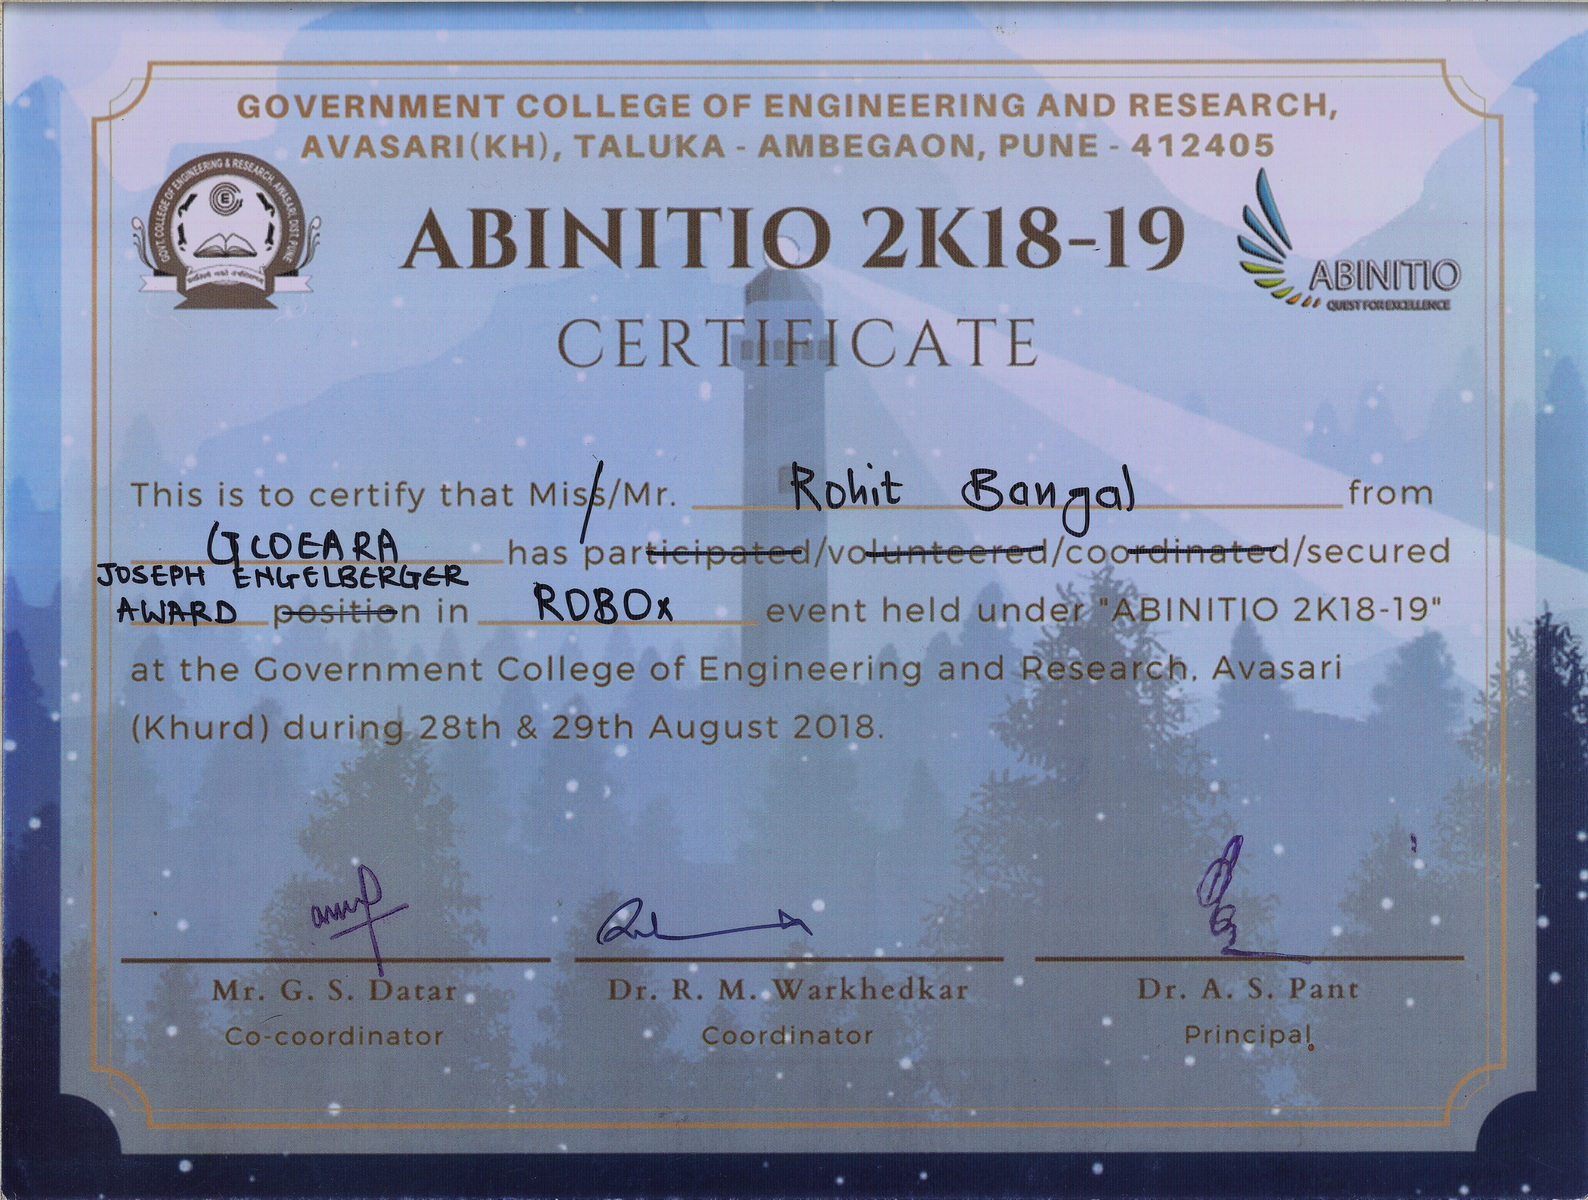 GOVERNMENT COLLEGE OF ENGINEERING AND RESEARCH,
AVASARI(KH), TALUKA - AMBEGAON, PUNE - 412405
GOVT. COLLEGE OF ENGINEERING & RESEARCH, AWASARI, DIST. PUNE
ABINITIO 2K18-19
ABINITIO
QUEST FOR EXCELLENCE
CERTIFICATE
This is to certify that Miss/Mr. Rohit Bangal from
GCOEARA has participated/volunteered/coordinated/secured
JOSEPH ENGELBERGER
AWARD position in ROBOx event held under "ABINITIO 2K18-19"
at the Government College of Engineering and Research, Avasari
(Khurd) during 28th & 29th August 2018.
Mr. G. S. Datar Dr. R. M. Warkhedkar Dr. A. S. Pant
Co-coordinator Coordinator Principal